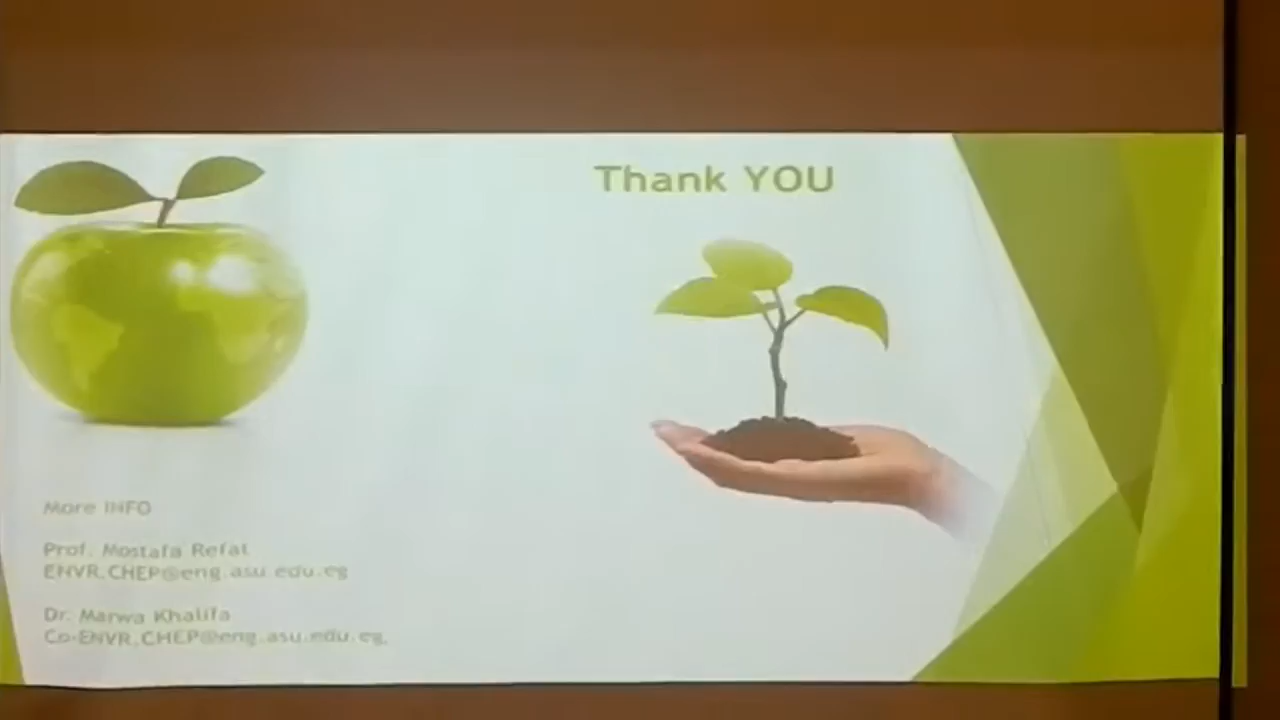 Thank YOU
More INFO
Prof. Mostafa Refat
ENVR.CHEP@eng.asu.edu.eg
Dr. Marwa Khalifa
Co-ENVR.CHEP@eng.asu.edu.eg.